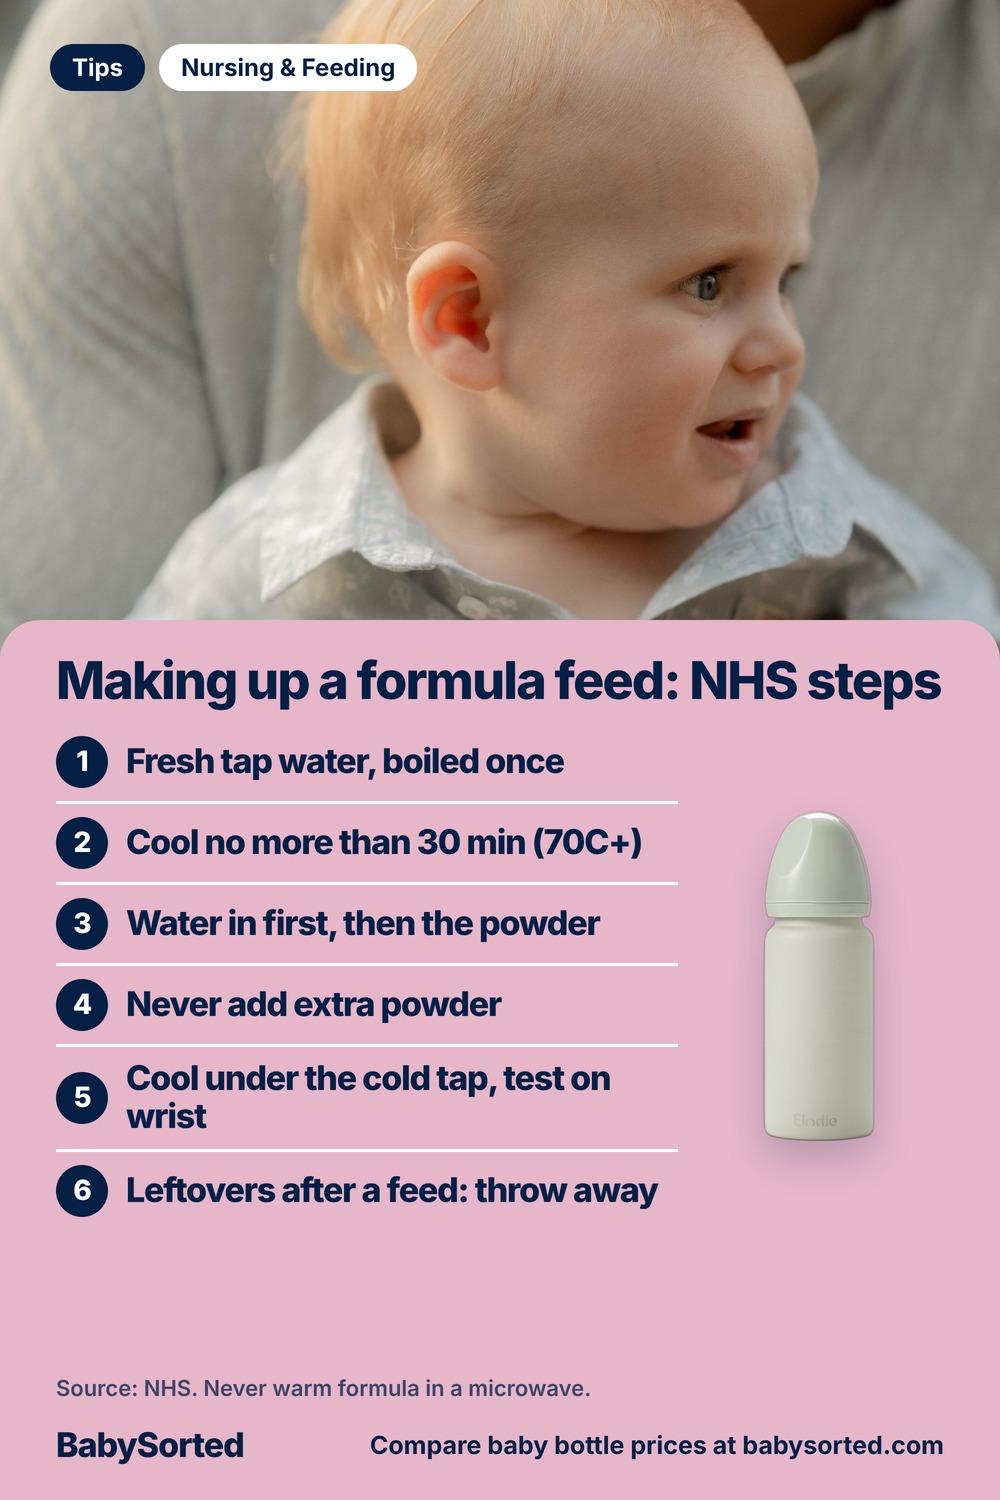 Tips
Nursing & Feeding
Making up a formula feed: NHS steps
1 Fresh tap water, boiled once
2 Cool no more than 30 min (70C+)
3 Water in first, then the powder
4 Never add extra powder
5 Cool under the cold tap, test on
wrist
6 Leftovers after a feed: throw away
Elodie
Source: NHS. Never warm formula in a microwave.
BabySorted
Compare baby bottle prices at babysorted.com